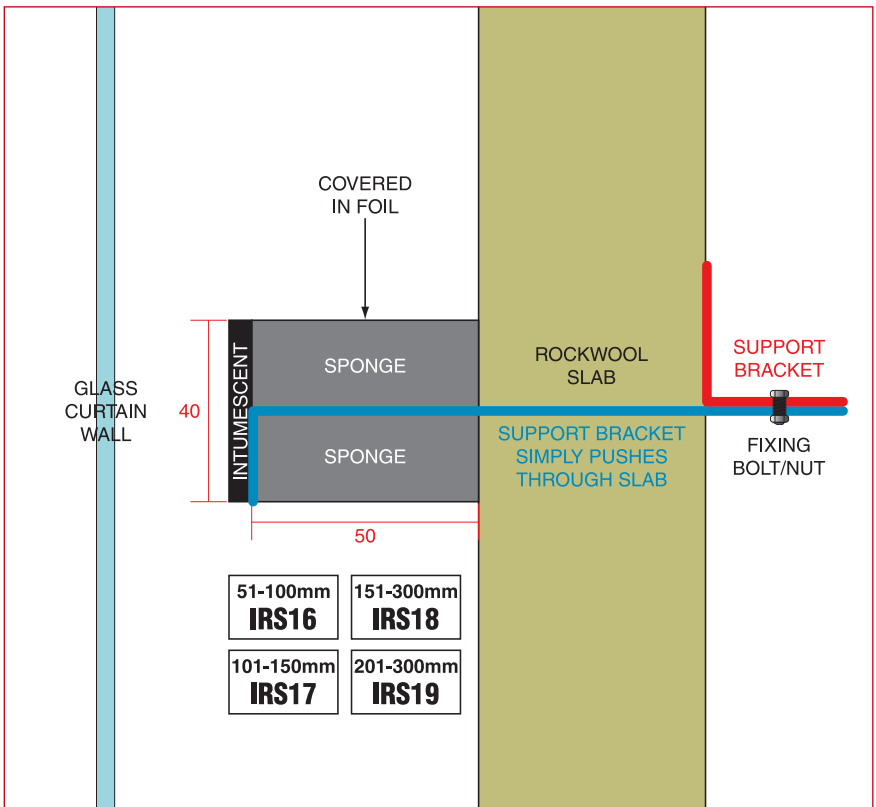 COVERED
IN FOIL
GLASS
CURTAIN
WALL
40
INTUMESCENT
SPONGE
SPONGE
50
ROCKWOOL
SLAB
SUPPORT BRACKET
SIMPLY PUSHES
THROUGH SLAB
SUPPORT
BRACKET
FIXING
BOLT/NUT
51-100mm
IRS16
151-300mm
IRS18
101-150mm
IRS17
201-300mm
IRS19